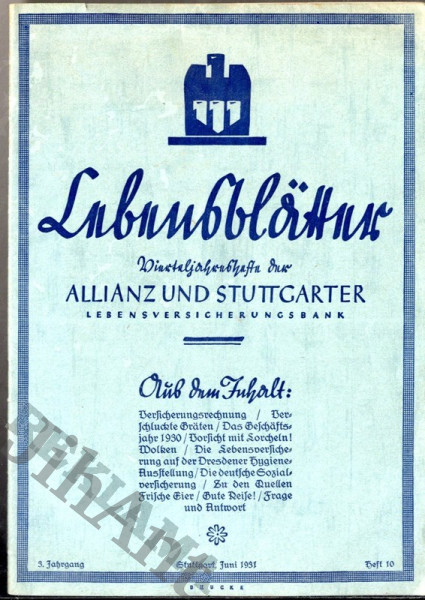 Lebensblätter
Vierteljahreshefte der
ALLIANZ UND STUTTGARTER
LEBENSVERSICHERUNGSBANK
Aus dem Inhalt:
Versicherungsrechnung / Ver-
schluckte Gräten / Das Geschäfts-
jahr 1930 / Vorsicht mit Lorcheln!
Wolken / Die Lebensversiche-
rung auf der Dresdener Hygiene-
Ausstellung / Die deutsche Sozial-
versicherung / Zu den Quellen
Frische Eier / Gute Reise! / Frage
und Antwort
3. Jahrgang Stuttgart, Juni 1931 Heft 10